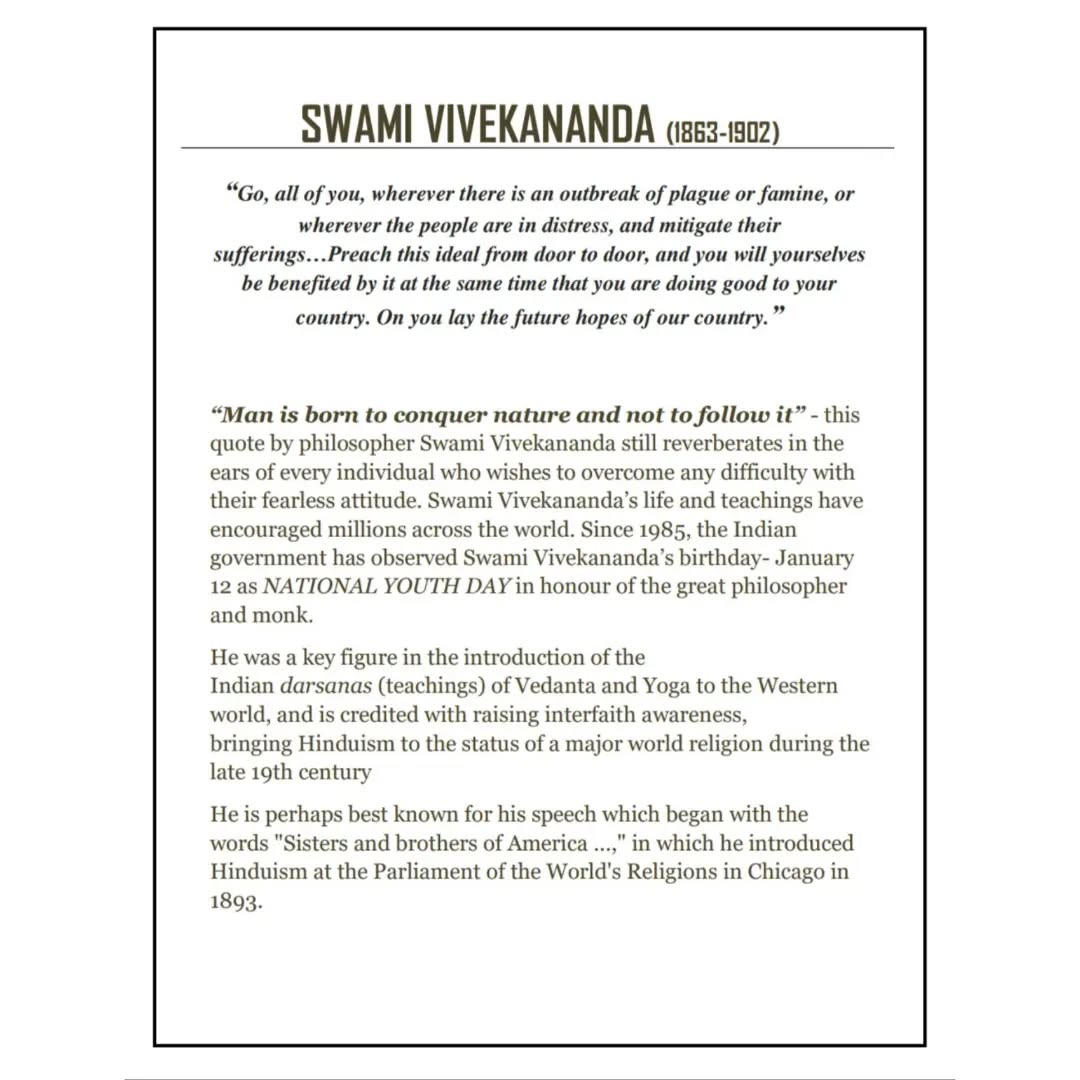 SWAMI VIVEKANANDA (1863-1902)
“Go, all of you, wherever there is an outbreak of plague or famine, or
wherever the people are in distress, and mitigate their
sufferings…Preach this ideal from door to door, and you will yourselves
be benefited by it at the same time that you are doing good to your
country. On you lay the future hopes of our country.”
“Man is born to conquer nature and not to follow it” - this
quote by philosopher Swami Vivekananda still reverberates in the
ears of every individual who wishes to overcome any difficulty with
their fearless attitude. Swami Vivekananda’s life and teachings have
encouraged millions across the world. Since 1985, the Indian
government has observed Swami Vivekananda’s birthday- January
12 as NATIONAL YOUTH DAY in honour of the great philosopher
and monk.
He was a key figure in the introduction of the
Indian darsanas (teachings) of Vedanta and Yoga to the Western
world, and is credited with raising interfaith awareness,
bringing Hinduism to the status of a major world religion during the
late 19th century
He is perhaps best known for his speech which began with the
words "Sisters and brothers of America ...," in which he introduced
Hinduism at the Parliament of the World's Religions in Chicago in
1893.